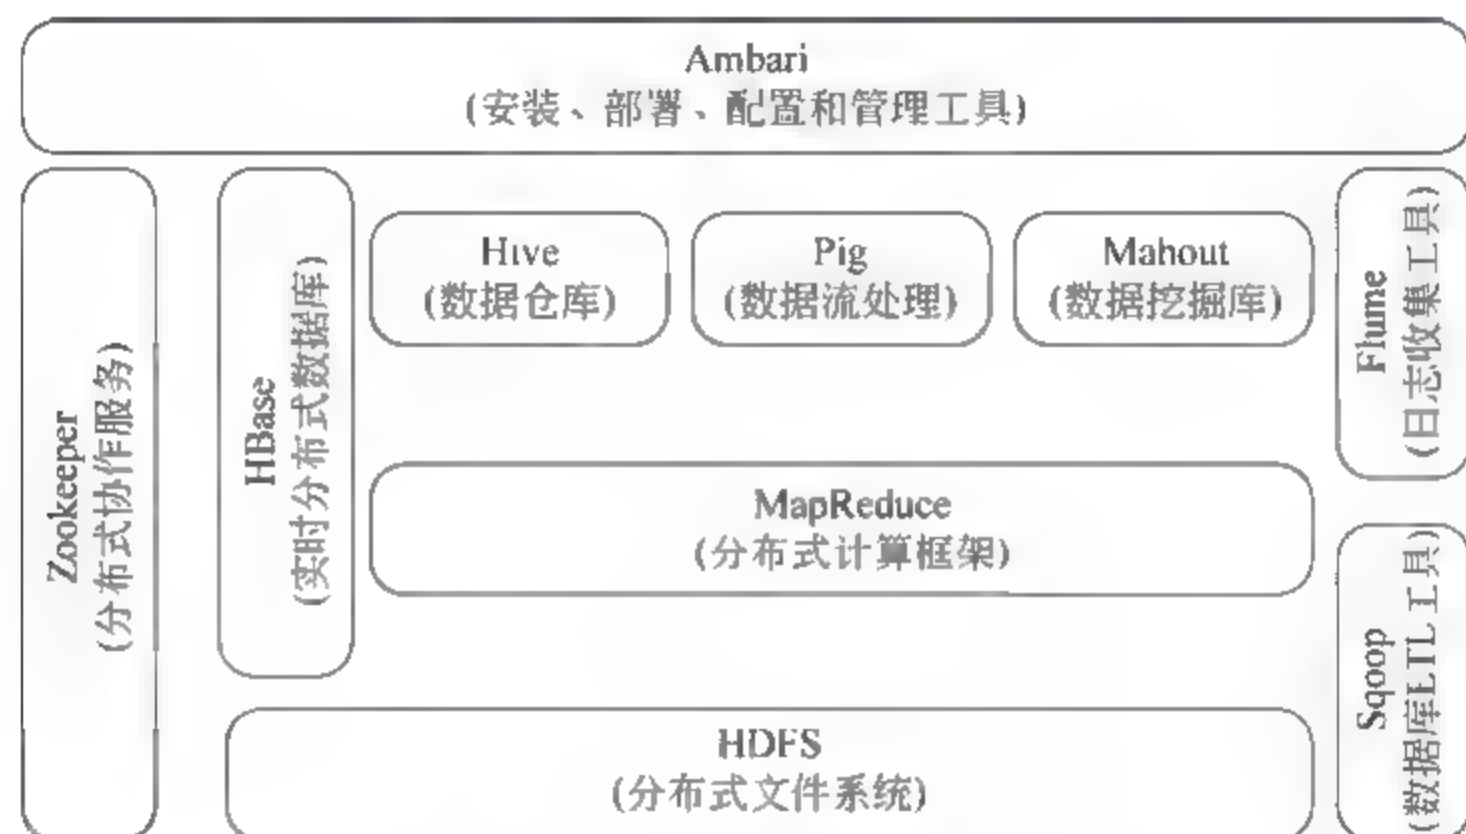 Ambari
(安装、部署、配置和管理工具)
Zookeeper
(分布式协作服务)
HBase
(实时分布式数据库)
Hive
(数据仓库)
Pig
(数据流处理)
Mahout
(数据挖掘库)
Flume
(日志收集工具)
MapReduce
(分布式计算框架)
Sqoop
(数据库ETL工具)
HDFS
(分布式文件系统)